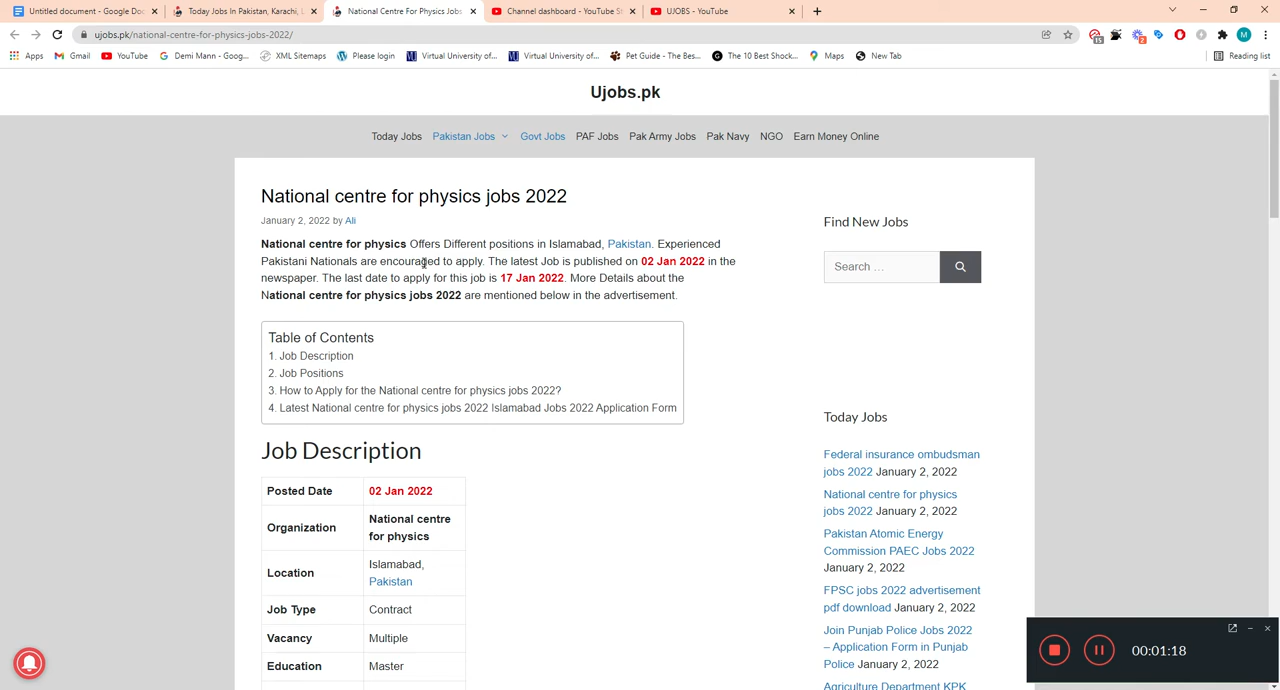 Untitled document - Google Do
Today Jobs In Pakistan, Karachi, L
National Centre For Physics Jobs
Channel dashboard - YouTube St
UJOBS - YouTube
ujobs.pk/national-centre-for-physics-jobs-2022/
15
2
M
Apps
Gmail
YouTube
Demi Mann - Goog...
XML Sitemaps
Please login
Virtual University of...
Virtual University of...
Pet Guide - The Bes...
The 10 Best Shock...
Maps
New Tab
Reading list
Ujobs.pk
Today Jobs
Pakistan Jobs
Govt Jobs
PAF Jobs
Pak Army Jobs
Pak Navy
NGO
Earn Money Online
National centre for physics jobs 2022
January 2, 2022 by Ali
National centre for physics Offers Different positions in Islamabad, Pakistan. Experienced
Pakistani Nationals are encouraged to apply. The latest Job is published on 02 Jan 2022 in the
newspaper. The last date to apply for this job is 17 Jan 2022. More Details about the
National centre for physics jobs 2022 are mentioned below in the advertisement.
Table of Contents
1. Job Description
2. Job Positions
3. How to Apply for the National centre for physics jobs 2022?
4. Latest National centre for physics jobs 2022 Islamabad Jobs 2022 Application Form
Job Description
Posted Date
02 Jan 2022
Organization
National centre
for physics
Location
Islamabad,
Pakistan
Job Type
Contract
Vacancy
Multiple
Education
Master
Find New Jobs
Search …
Today Jobs
Federal insurance ombudsman
jobs 2022 January 2, 2022
National centre for physics
jobs 2022 January 2, 2022
Pakistan Atomic Energy
Commission PAEC Jobs 2022
January 2, 2022
FPSC jobs 2022 advertisement
pdf download January 2, 2022
Join Punjab Police Jobs 2022
– Application Form in Punjab
Police January 2, 2022
Agriculture Department KPK
00:01:18